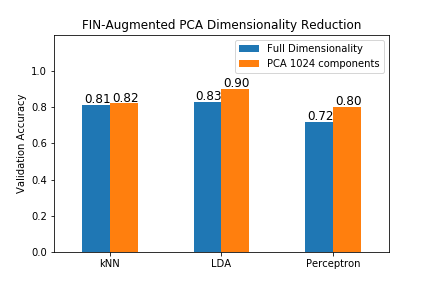 FIN-Augmented PCA Dimensionality Reduction
Full Dimensionality
PCA 1024 components
0.81
0.82
0.83
0.90
0.72
0.80
Validation Accuracy
1.0
0.8
0.6
0.4
0.2
0.0
kNN
LDA
Perceptron